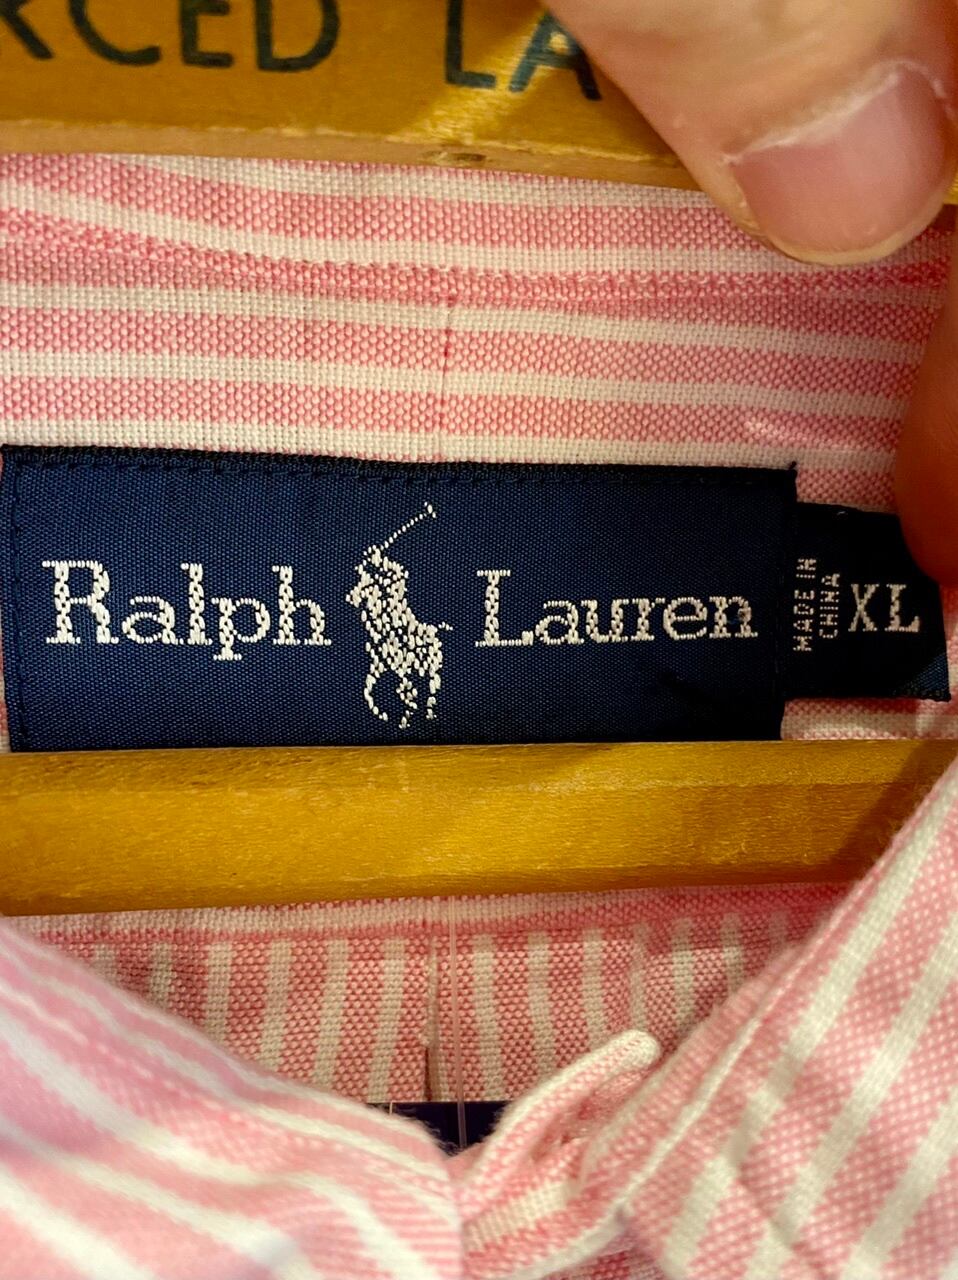 RCED LA
Ralph Lauren
MADE IN
CHINA
XL